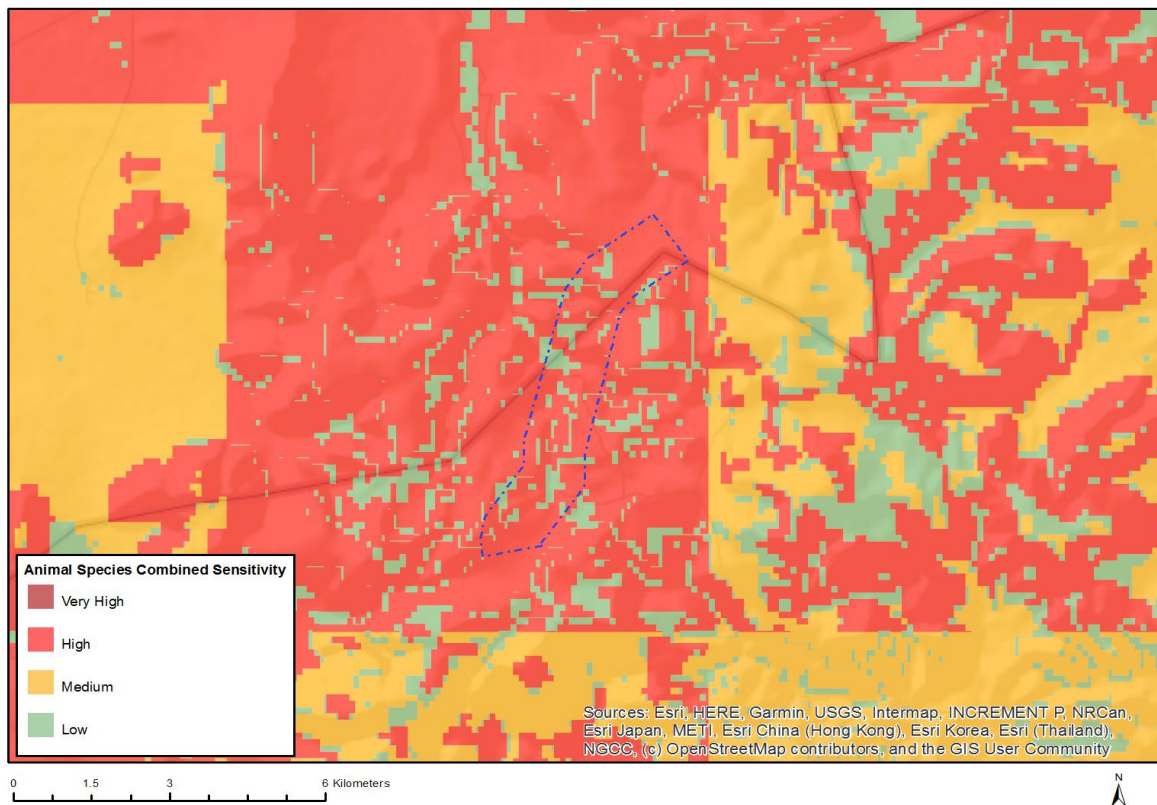 Animal Species Combined Sensitivity
Very High
High
Medium
Low
Sources: Esri, HERE, Garmin, USGS, Intermap, INCREMENT P, NRCan,
Esri Japan, METI, Esri China (Hong Kong), Esri Korea, Esri (Thailand),
NGCC, (c) OpenStreetMap contributors, and the GIS User Community
0 1.5 3 6 Kilometers
N